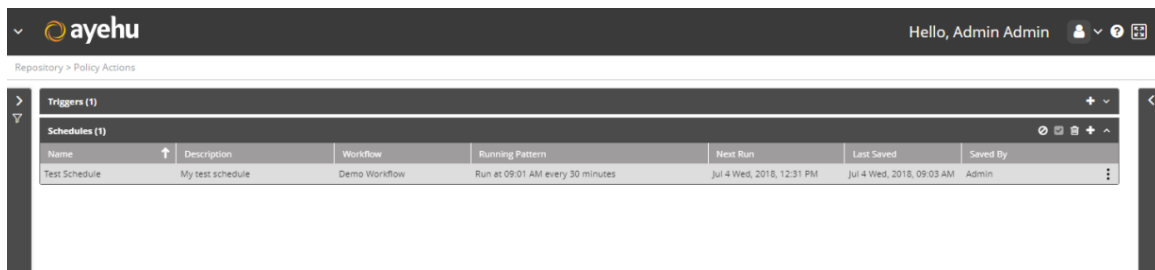 ayehu
Hello, Admin Admin
Repository > Policy Actions
Triggers (1)
Schedules (1)
Name Description Workflow Running Pattern Next Run Last Saved Saved By
Test Schedule My test schedule Demo Workflow Run at 09:01 AM every 30 minutes Jul 4 Wed, 2018, 12:31 PM Jul 4 Wed, 2018, 09:03 AM Admin